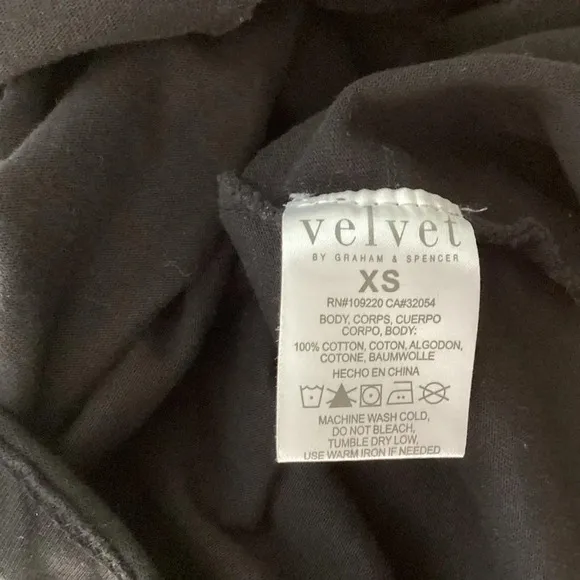 velvet
BY GRAHAM & SPENCER
XS
RN#109220 CA#32054
BODY, CORPS, CUERPO
CORPO, BODY:
100% COTTON, COTON, ALGODON,
COTONE, BAUMWOLLE
HECHO EN CHINA
MACHINE WASH COLD,
DO NOT BLEACH,
TUMBLE DRY LOW,
USE WARM IRON IF NEEDED